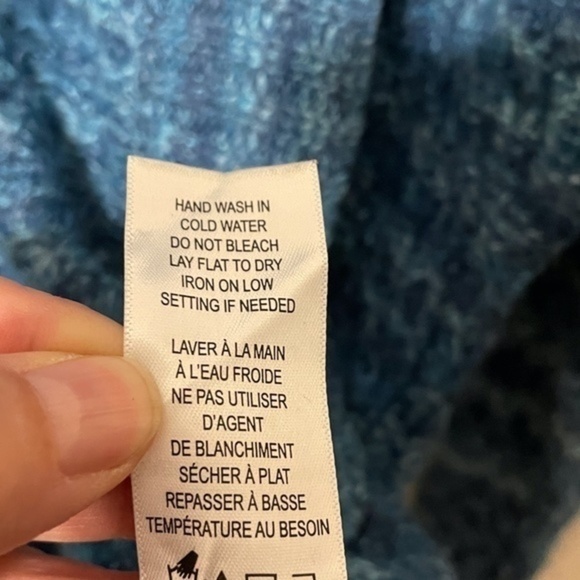 HAND WASH IN
COLD WATER
DO NOT BLEACH
LAY FLAT TO DRY
IRON ON LOW
SETTING IF NEEDED
LAVER À LA MAIN
À L'EAU FROIDE
NE PAS UTILISER
D'AGENT
DE BLANCHIMENT
SÉCHER À PLAT
REPASSER À BASSE
TEMPÉRATURE AU BESOIN